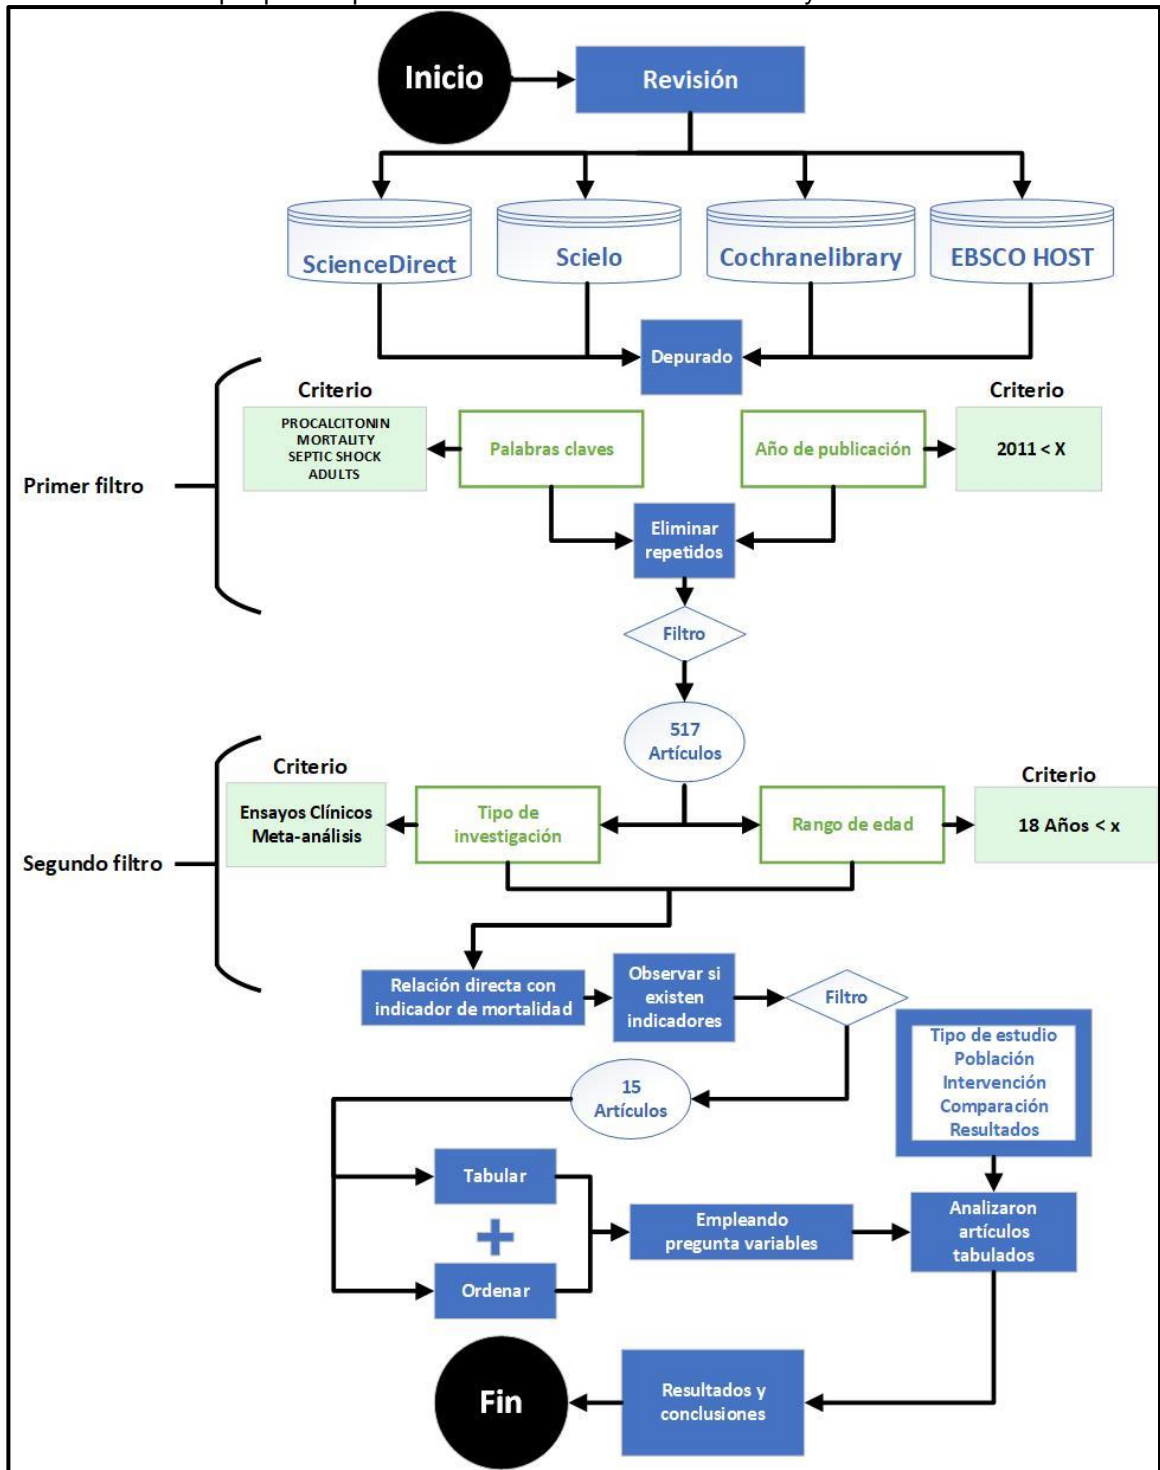 Inicio
Revisión
ScienceDirect
Scielo
Cochranelibrary
EBSCO HOST
Depurado
Primer filtro
Criterio
PROCALCITONIN
MORTALITY
SEPTIC SHOCK
ADULTS
Palabras claves
Año de publicación
Criterio
2011 < X
Eliminar
repetidos
Filtro
517
Artículos
Segundo filtro
Criterio
Ensayos Clínicos
Meta-análisis
Tipo de
investigación
Rango de edad
Criterio
18 Años < x
Relación directa con
indicador de mortalidad
Observar si
existen
indicadores
Filtro
Tipo de estudio
Población
Intervención
Comparación
Resultados
15
Artículos
Tabular
+
Ordenar
Empleando
pregunta variables
Analizaron
artículos
tabulados
Resultados y
conclusiones
Fin